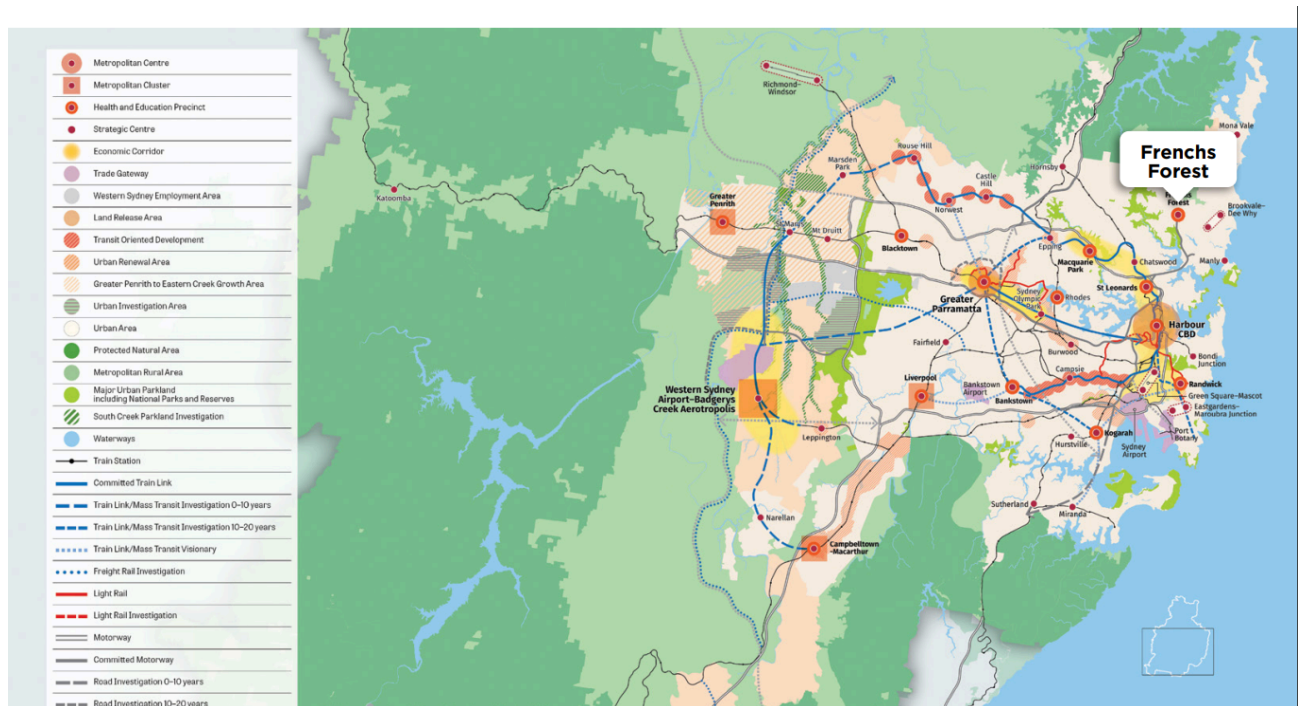 Metropolitan Centre
Metropolitan Cluster
Health and Education Precinct
Strategic Centre
Economic Corridor
Trade Gateway
Western Sydney Employment Area
Land Release Area
Transit Oriented Development
Urban Renewal Area
Greater Penrith to Eastern Creek Growth Area
Urban Investigation Area
Urban Area
Protected Natural Area
Metropolitan Rural Area
Major Urban Parkland
including National Parks and Reserves
South Creek Parkland Investigation
Waterways
Train Station
Committed Train Link
Train Link/Mass Transit Investigation 0–10 years
Train Link/Mass Transit Investigation 10–20 years
Train Link/Mass Transit Visionary
Freight Rail Investigation
Light Rail
Light Rail Investigation
Motorway
Committed Motorway
Road Investigation 0–10 years
Road Investigation 10–20 years
Richmond–
Windsor
Mona Vale
Rouse Hill
Marsden
Park
Hornsby
Frenchs
Forest
Castle
Hill
Katoomba
Greater
Penrith
Norwest
Forest
Brookvale–
Dee Why
St Marys
Mt Druitt
Blacktown
Epping
Macquarie
Park
Chatswood
Manly
St Leonards
Greater
Parramatta
Sydney
Olympic
Park
Rhodes
Harbour
CBD
Fairfield
Burwood
Bondi
Junction
Western Sydney
Airport–Badgerys
Creek Aerotropolis
Liverpool
Bankstown
Airport
Campsie
Bankstown
Randwick
Green Square–Mascot
Eastgardens–
Maroubra Junction
Leppington
Kogarah
Hurstville
Port
Botany
Sydney
Airport
Narellan
Sutherland
Miranda
Campbelltown
–Macarthur